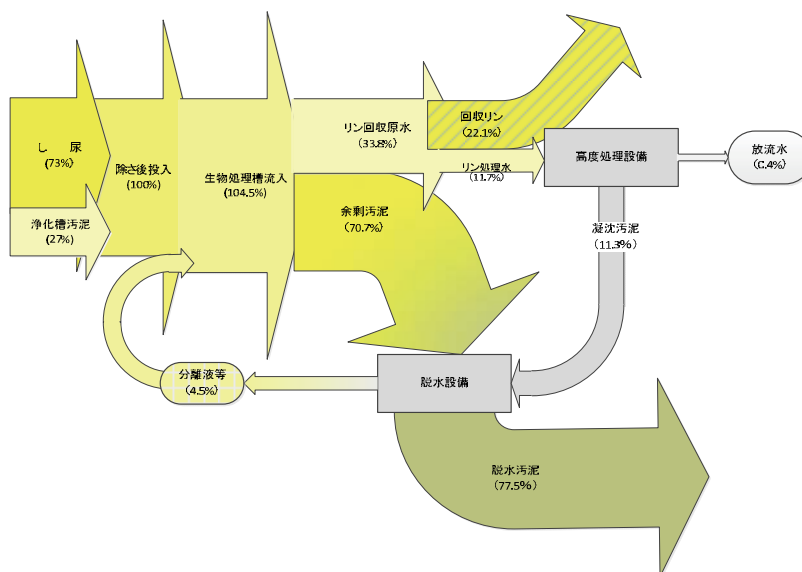 し 尿
(73%)
浄化槽汚泥
(27%)
除さ後投入
(100%)
生物処理槽流入
(104.5%)
リン回収原水
(33.8%)
回収リン
(22.1%)
リン処理水
(11.7%)
高度処理設備
放流水
(0.4%)
余剰汚泥
(70.7%)
凝沈汚泥
(11.3%)
分離液等
(4.5%)
脱水設備
脱水汚泥
(77.5%)